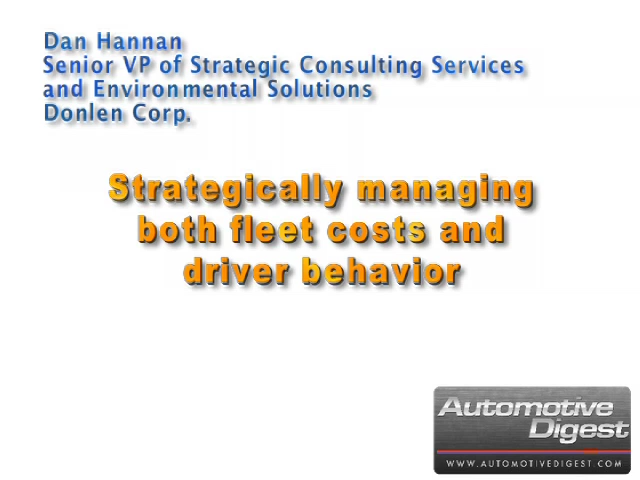 Dan Hannan
Senior VP of Strategic Consulting Services
and Environmental Solutions
Donlen Corp.
Strategically managing
both fleet costs and
driver behavior
Automotive
Digest
WWW.AUTOMOTIVEDIGEST.COM